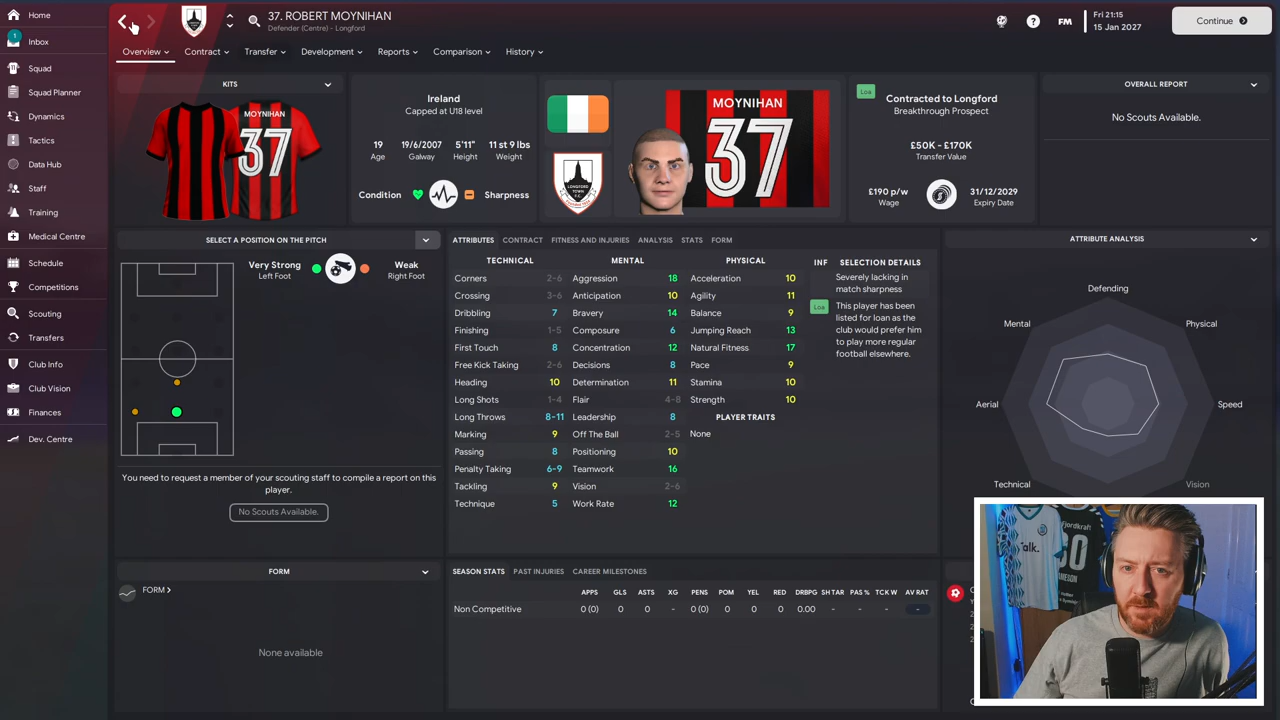 Home
1
Inbox
Squad
Squad Planner
Dynamics
Tactics
Data Hub
Staff
Training
Medical Centre
Schedule
Competitions
Scouting
Transfers
Club Info
Club Vision
Finances
Dev. Centre
37. ROBERT MOYNIHAN
Defender (Centre) - Longford
FM
Fri 21:15
15 Jan 2027
Continue
Overview
Contract
Transfer
Development
Reports
Comparison
History
KITS
MOYNIHAN
37
Ireland
Capped at U18 level
19 19/6/2007 5'11" 11 st 9 lbs
Age Galway Height Weight
Condition Sharpness
LONGFORD TOWN
MOYNIHAN
37
Loa
Contracted to Longford
Breakthrough Prospect
£50K - £170K
Transfer Value
£190 p/w 31/12/2029
Wage Expiry Date
OVERALL REPORT
No Scouts Available.
SELECT A POSITION ON THE PITCH
Very Strong
Left Foot
Weak
Right Foot
You need to request a member of your scouting staff to compile a report on this
player.
No Scouts Available.
ATTRIBUTES CONTRACT FITNESS AND INJURIES ANALYSIS STATS FORM
TECHNICAL MENTAL PHYSICAL
Corners 2-6 Aggression 18 Acceleration 10
Crossing 3-6 Anticipation 10 Agility 11
Dribbling 7 Bravery 14 Balance 9
Finishing 1-5 Composure 6 Jumping Reach 13
First Touch 8 Concentration 12 Natural Fitness 17
Free Kick Taking 2-6 Decisions 8 Pace 9
Heading 10 Determination 11 Stamina 10
Long Shots 1-4 Flair 4-8 Strength 10
Long Throws 8-11 Leadership 8 PLAYER TRAITS
Marking 9 Off The Ball 2-5 None
Passing 8 Positioning 10
Penalty Taking 6-9 Teamwork 16
Tackling 9 Vision 2-6
Technique 5 Work Rate 12
INF SELECTION DETAILS
Severely lacking in
match sharpness
Loa
This player has been
listed for loan as the
club would prefer him
to play more regular
football elsewhere.
ATTRIBUTE ANALYSIS
Defending
Mental Physical
Aerial Speed
Technical Vision
FORM
FORM
None available
SEASON STATS PAST INJURIES CAREER MILESTONES
APPS GLS ASTS XG PENS POM YEL RED DRBPG SH TAR PAS % TCK W AV RAT
Non Competitive 0 (0) 0 0 - 0 (0) 0 0 0 0.00 - - - -
Talk.
Fjordkraft